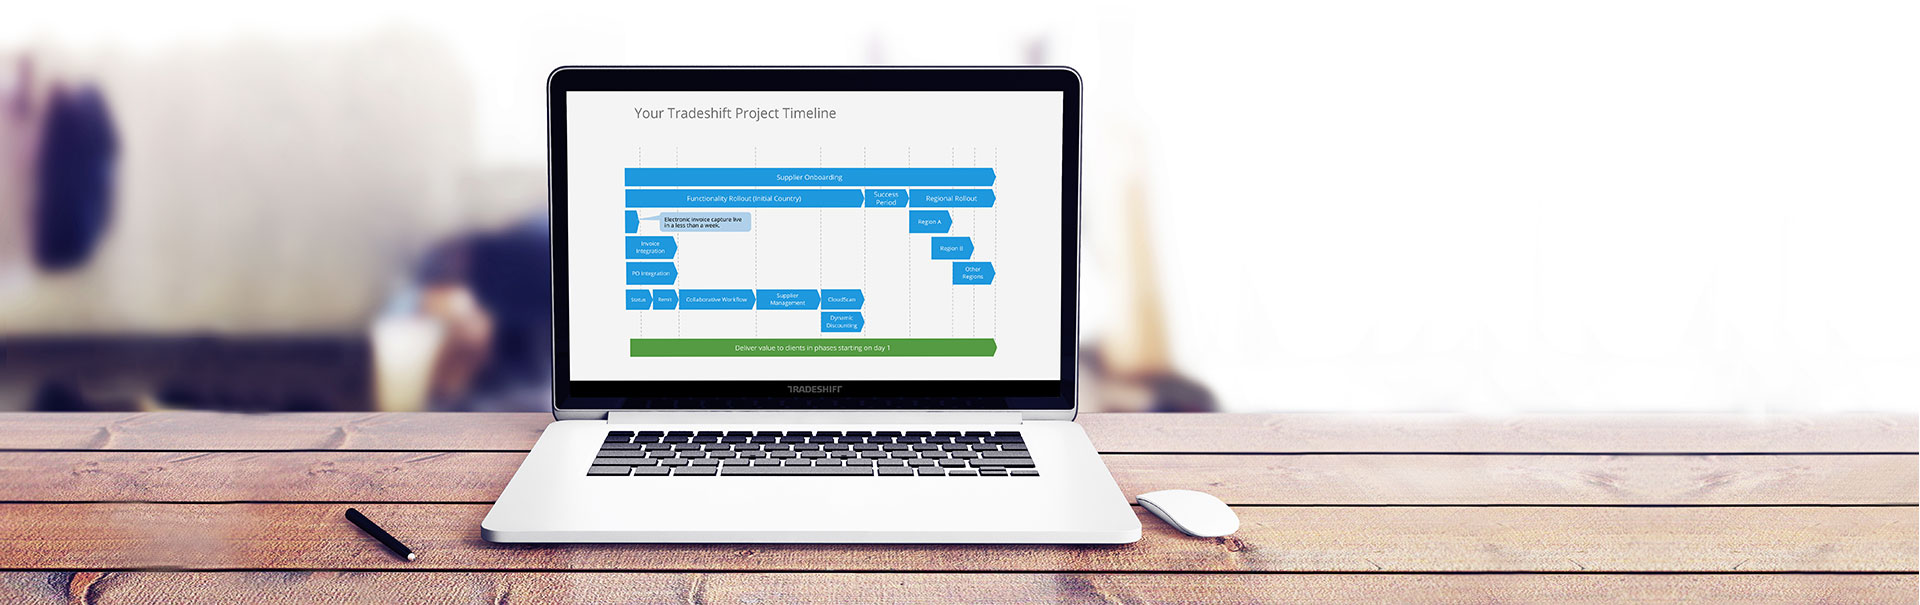 Your Tradeshift Project Timeline
Supplier Onboarding
Functionality Rollout (Initial Country)
Success
Period
Regional Rollout
Electronic invoice capture live
in a less than a week.
Region A
Invoice
Integration
Region B
PO Integration
Other
Regions
Status
Remit
Collaborative Workflow
Supplier
Management
CloudScan
Dynamic
Discounting
Deliver value to clients in phases starting on day 1
TRADESHIFT